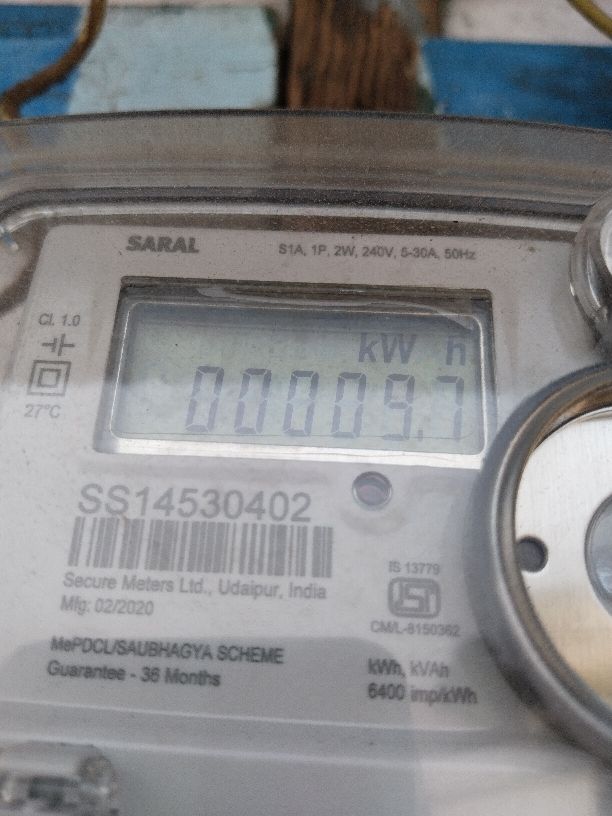 SARAL
S1A, 1P, 2W, 240V, 5-30A, 50Hz
Cl. 1.0
kW h
00009.7
27°C
SS14530402
Secure Meters Ltd., Udaipur, India
Mfg: 02/2020
IS 13779
CM/L-8150362
MePDCL/SAUBHAGYA SCHEME
Guarantee - 36 Months
kWh, kVAh
6400 imp/kWh